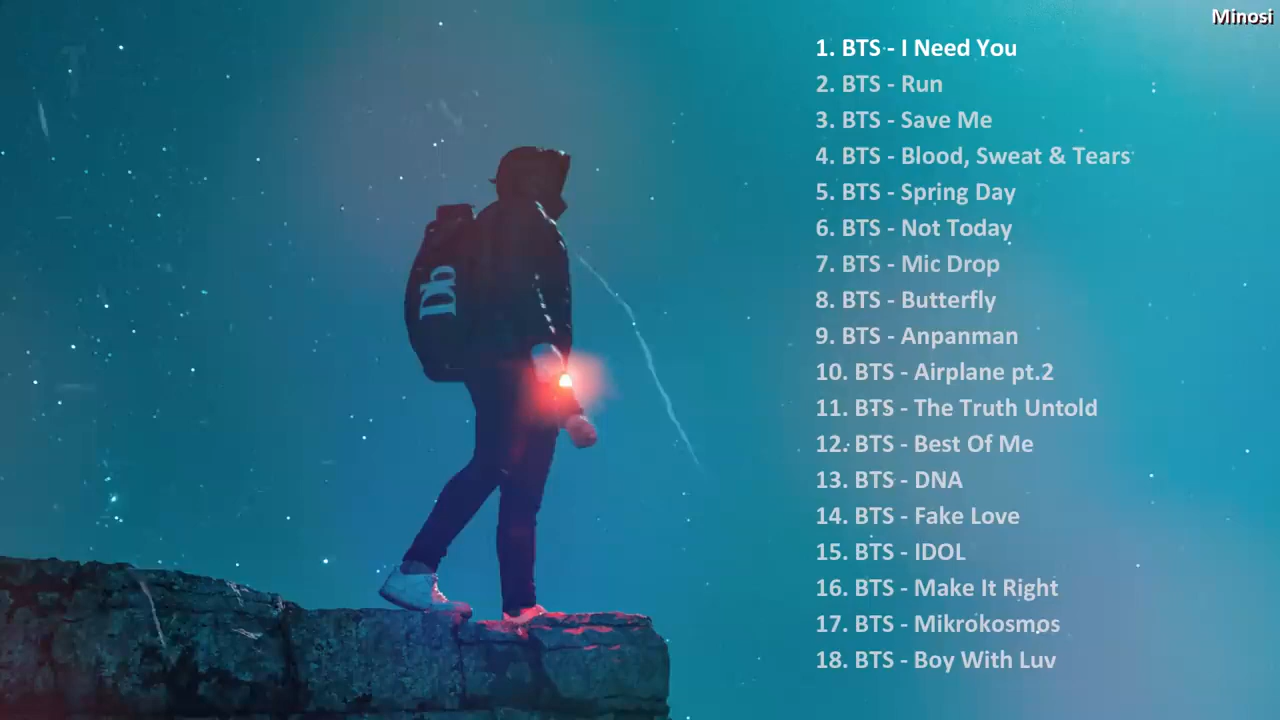 Minosi
1. BTS - I Need You
2. BTS - Run
3. BTS - Save Me
4. BTS - Blood, Sweat & Tears
5. BTS - Spring Day
6. BTS - Not Today
7. BTS - Mic Drop
8. BTS - Butterfly
9. BTS - Anpanman
10. BTS - Airplane pt.2
11. BTS - The Truth Untold
12. BTS - Best Of Me
13. BTS - DNA
14. BTS - Fake Love
15. BTS - IDOL
16. BTS - Make It Right
17. BTS - Mikrokosmos
18. BTS - Boy With Luv